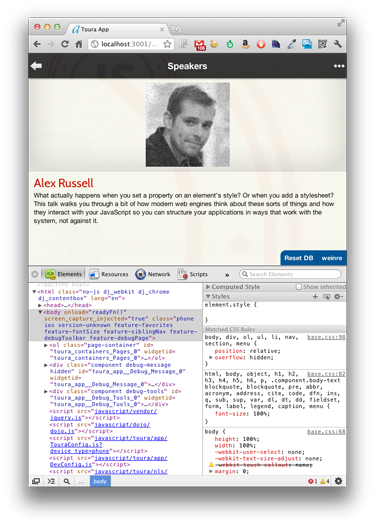 Toura App
localhost:3001/...
168
Speakers
Alex Russell
What actually happens when you set a property on an element's style? Or when you add a stylesheet?
This talk walks you through a bit of how modern web engines think about these sorts of things and how
they interact with your JavaScript so you can structure your applications in ways that work with the
system, not against it.
Reset DB weinre
Elements Resources Network Scripts » Search Elements
<!DOCTYPE html>
<html class="no-js dj_webkit dj_chrome
dj_contentbox" lang="en">
<head>…</head>
<body onload="readyFn()"
screen_capture_injected="true" class="phone
ios version-unknown feature-favorites
feature-fontSize feature-siblingNav feature-
debugToolbar feature-debugPage">
<ol class="page-container" id=
"toura_containers_Pages_0" widgetid=
"toura_containers_Pages_0">…</ol>
<div class="component debug-message
hidden" id="toura_app__Debug_Message_0"
widgetid=
"toura_app__Debug_Message_0">…</div>
<div class="component debug-tools" id=
"toura_app__Debug_Tools_0" widgetid=
"toura_app__Debug_Tools_0">…</div>
<script src="javascript/vendor/
jquery.js"></script>
<script src="javascript/dojo/
dojo.js"></script>
<script src="javascript/toura/app/
TouraConfig.js?
device_type=phone"></script>
<script src="javascript/toura/app/
DevConfig.js"></script>
<script src="javascript/toura/nls/
Computed Style Show inherited
Styles
element.style {
}
Matched CSS Rules
body, div, ol, ul, li, nav, base.css:98
section, menu {
position: relative;
overflow: hidden;
}
html, body, object, h1, h2, base.css:82
h3, h4, h5, h6, p, .component.body-text
blockquote, pre, abbr,
acronym, address, cite, code, dfn, ins,
q, sub, sup, var, dl, dt, dd, fieldset,
form, label, legend, caption, menu {
font-size: 100%;
}
body { base.css:68
height: 100%;
width: 100%;
-webkit-user-select: none;
-webkit-text-size-adjust: none;
-webkit-touch-callout: none;
margin: 0;
... body 1 4